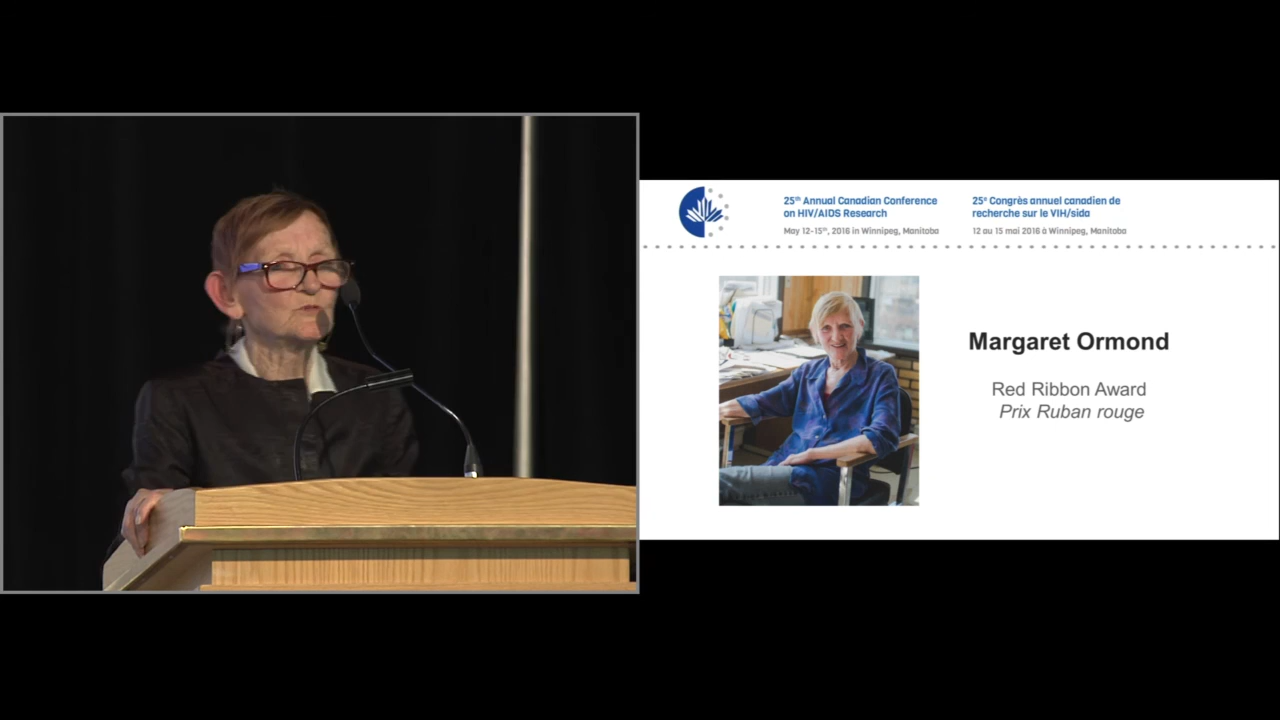 25th Annual Canadian Conference
on HIV/AIDS Research
May 12-15th, 2016 in Winnipeg, Manitoba
25e Congrès annuel canadien de
recherche sur le VIH/sida
12 au 15 mai 2016 à Winnipeg, Manitoba
Margaret Ormond
Red Ribbon Award
Prix Ruban rouge